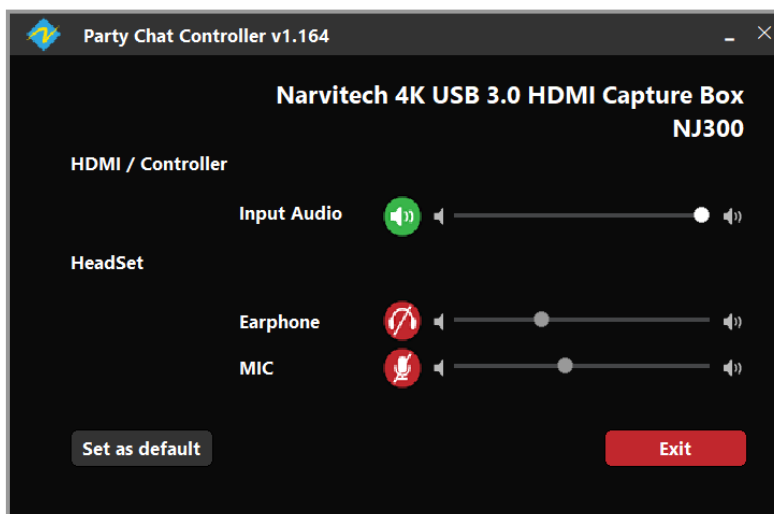 Party Chat Controller v1.164
Narvitech 4K USB 3.0 HDMI Capture Box
NJ300
HDMI / Controller
Input Audio
HeadSet
Earphone
MIC
Set as default
Exit